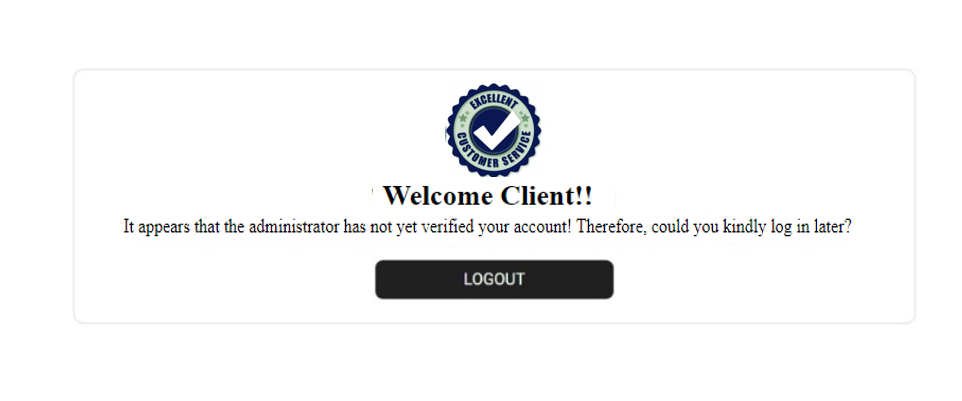 EXCELLENT
CUSTOMER SERVICE
Welcome Client!!
It appears that the administrator has not yet verified your account! Therefore, could you kindly log in later?
LOGOUT